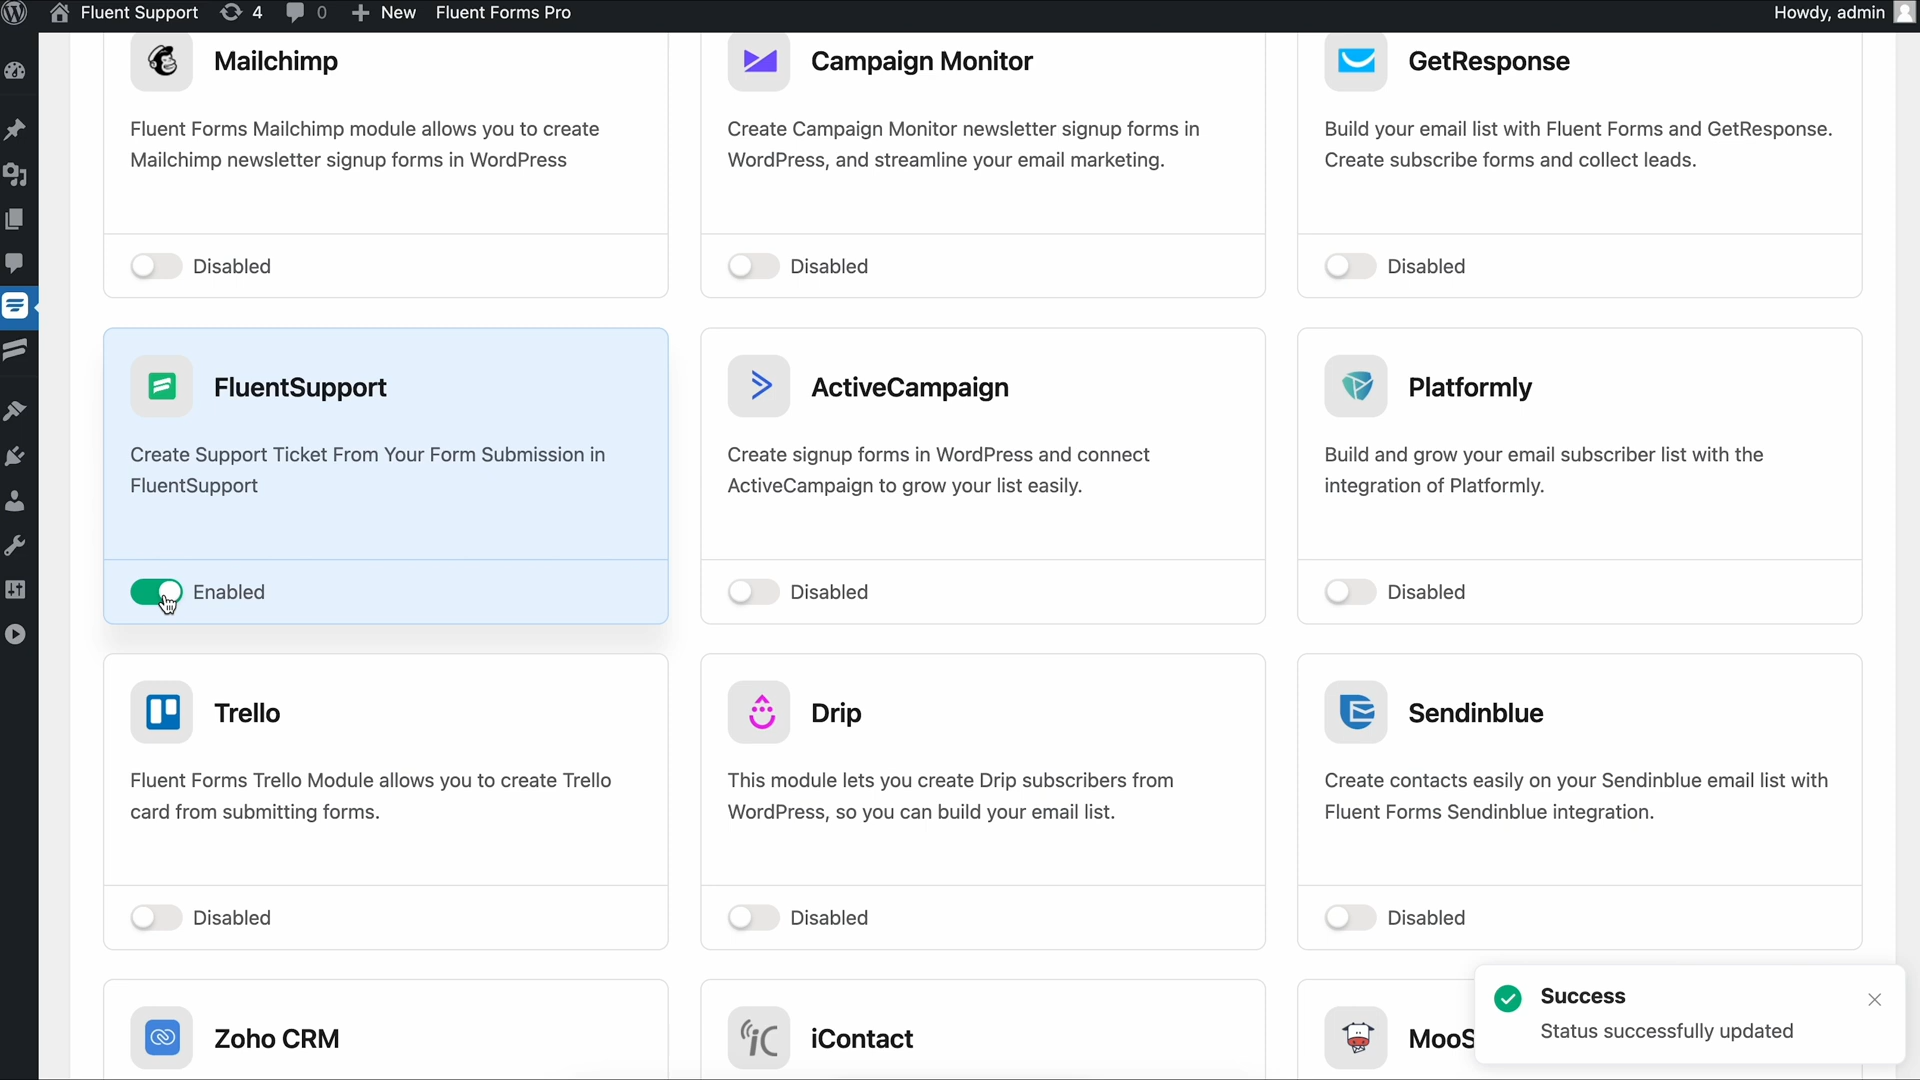 Fluent Support 4 0 New Fluent Forms Pro Howdy, admin
Mailchimp
Fluent Forms Mailchimp module allows you to create
Mailchimp newsletter signup forms in WordPress
Disabled
Campaign Monitor
Create Campaign Monitor newsletter signup forms in
WordPress, and streamline your email marketing.
Disabled
GetResponse
Build your email list with Fluent Forms and GetResponse.
Create subscribe forms and collect leads.
Disabled
FluentSupport
Create Support Ticket From Your Form Submission in
FluentSupport
Enabled
ActiveCampaign
Create signup forms in WordPress and connect
ActiveCampaign to grow your list easily.
Disabled
Platformly
Build and grow your email subscriber list with the
integration of Platformly.
Disabled
Trello
Fluent Forms Trello Module allows you to create Trello
card from submitting forms.
Disabled
Drip
This module lets you create Drip subscribers from
WordPress, so you can build your email list.
Disabled
Sendinblue
Create contacts easily on your Sendinblue email list with
Fluent Forms Sendinblue integration.
Disabled
Zoho CRM
iC iContact
MooS
Success
Status successfully updated